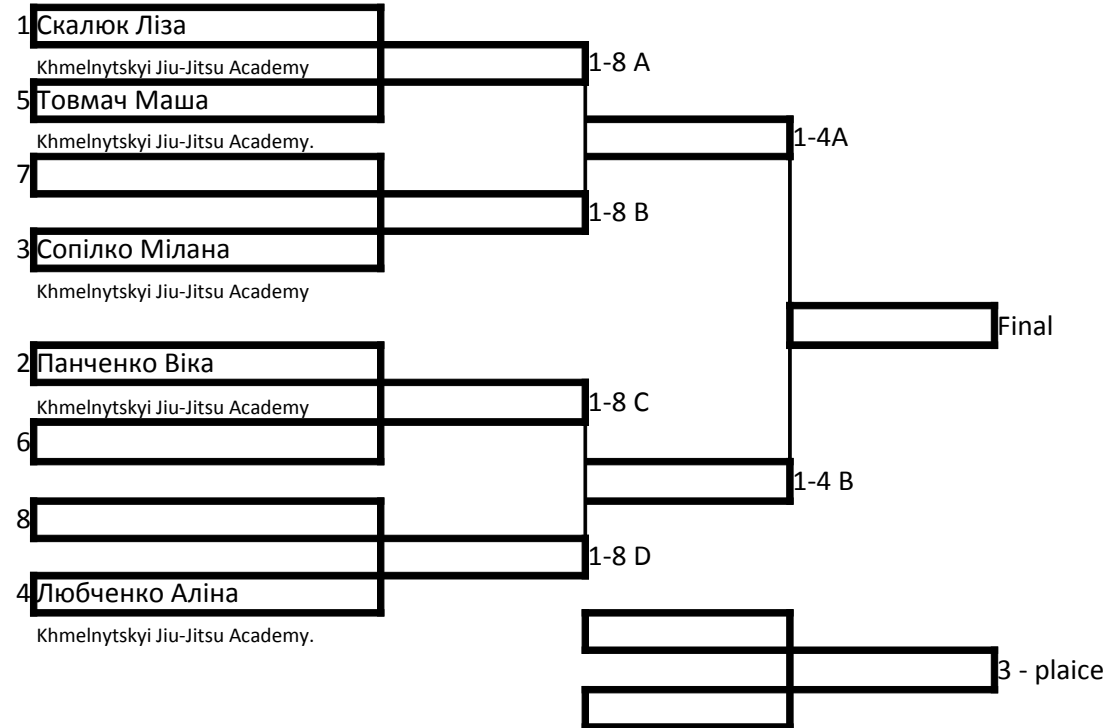 1 Скалюк Ліза
Khmelnytskyi Jiu-Jitsu Academy
1-8 A
5 Товмач Маша
Khmelnytskyi Jiu-Jitsu Academy.
1-4A
7
1-8 B
3 Сопілко Мілана
Khmelnytskyi Jiu-Jitsu Academy
Final
2 Панченко Віка
Khmelnytskyi Jiu-Jitsu Academy
1-8 C
6
1-4 B
8
1-8 D
4 Любченко Аліна
Khmelnytskyi Jiu-Jitsu Academy.
3 - plaice